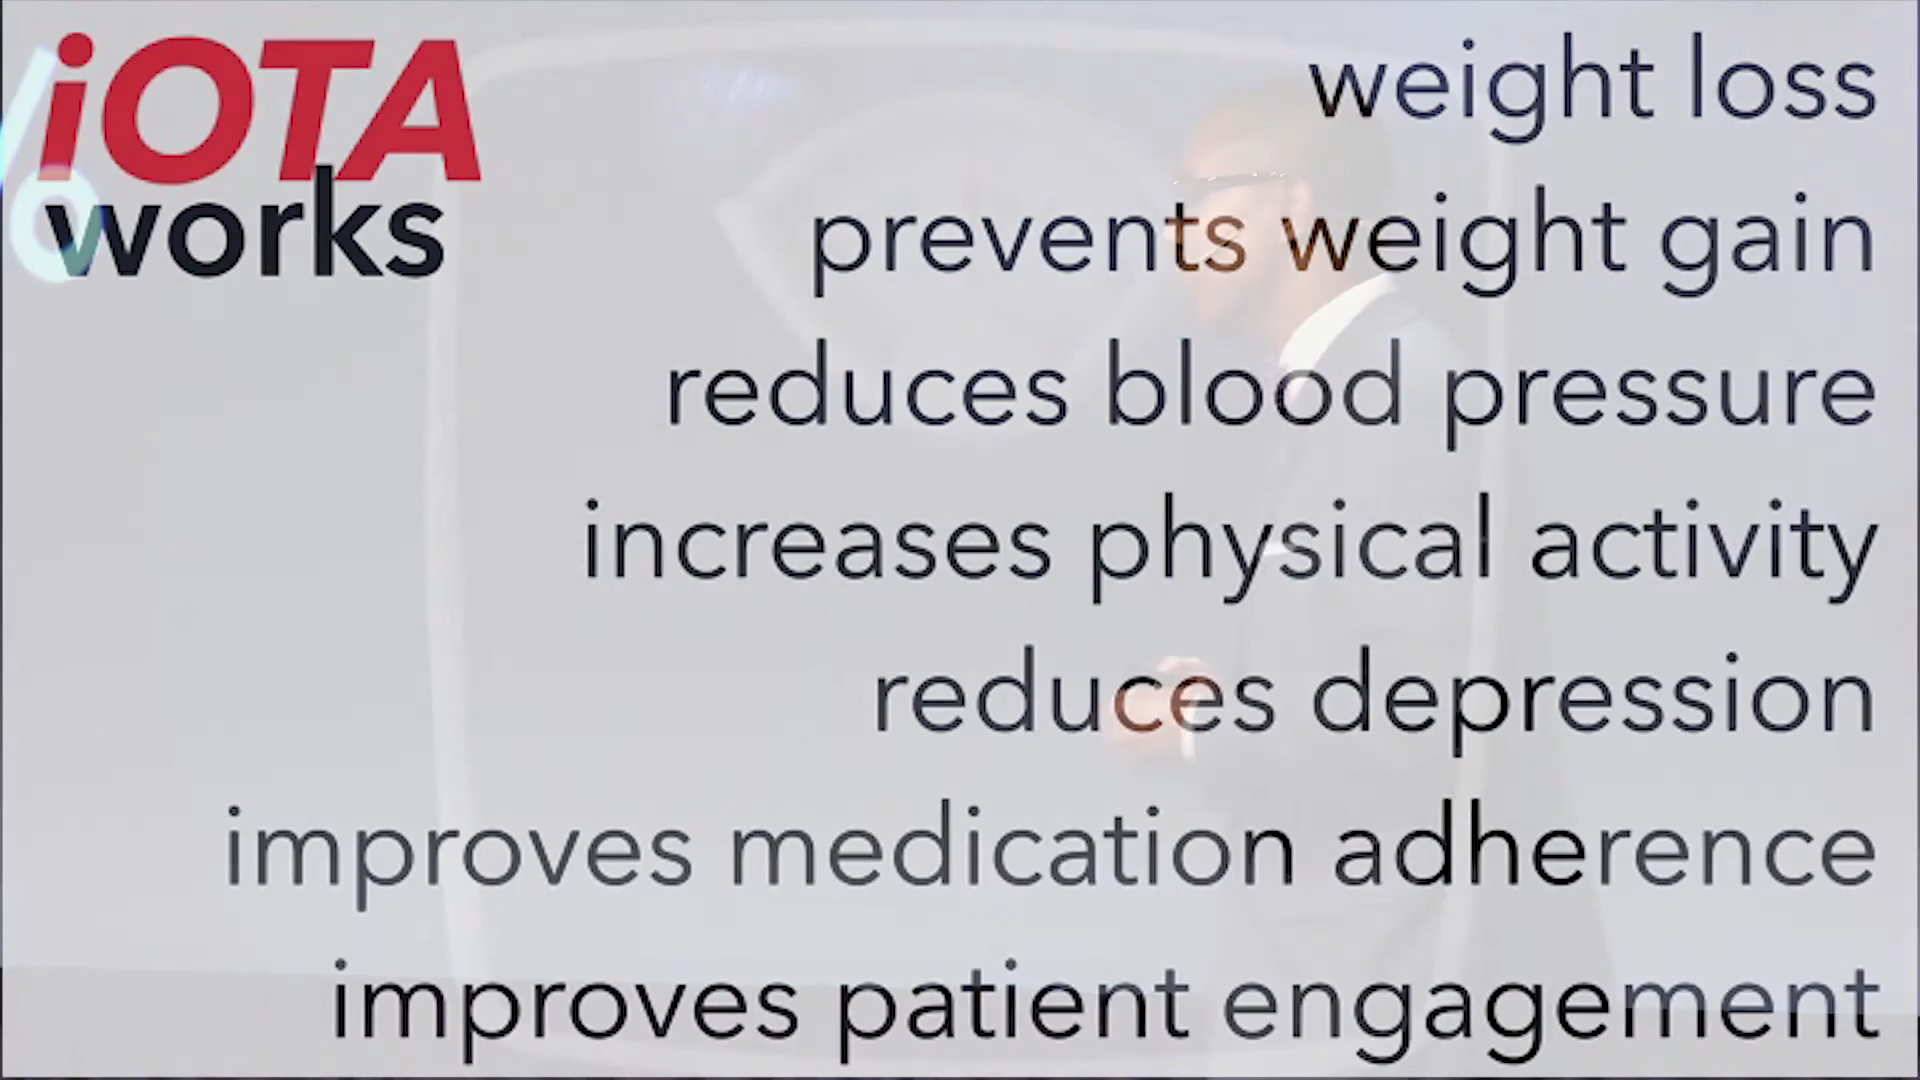 iOTA
works
weight loss
prevents weight gain
reduces blood pressure
increases physical activity
reduces depression
improves medication adherence
improves patient engagement